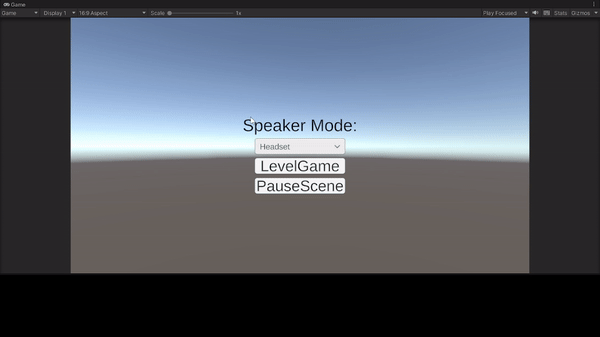 Game
Game Display 1 16:9 Aspect Scale 1x Play Focused Stats Gizmos
Speaker Mode:
Headset
LevelGame
PauseScene